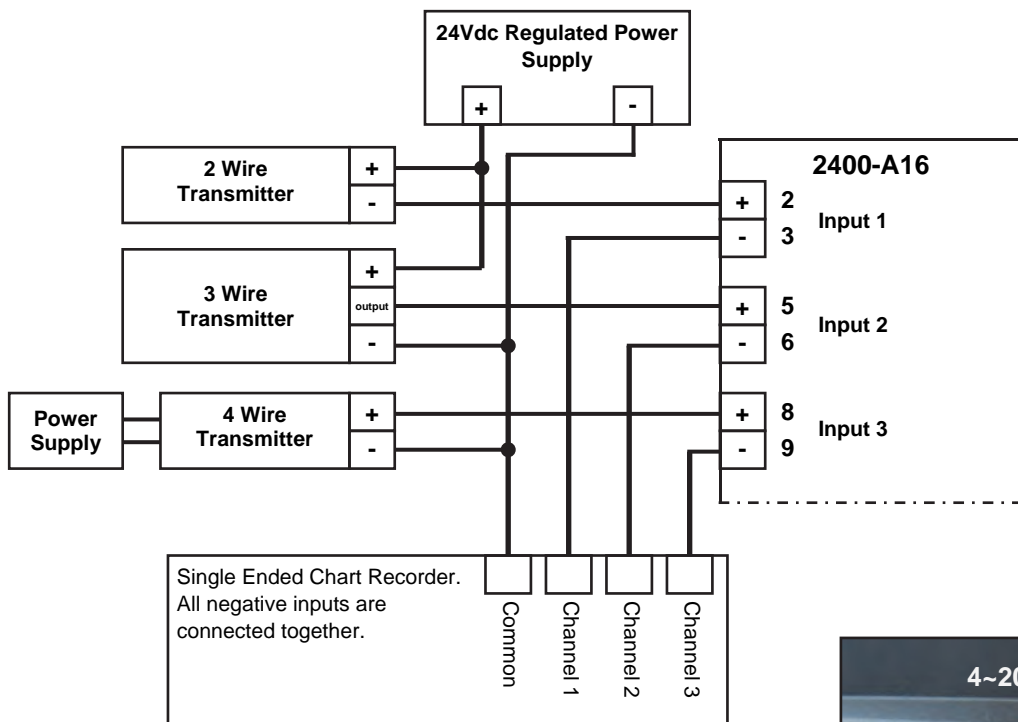 24Vdc Regulated Power
Supply
+
-
2 Wire
Transmitter
+
-
3 Wire
Transmitter
+
output
-
Power
Supply
4 Wire
Transmitter
+
-
2400-A16
+
2
-
3
Input 1
+
5
-
6
Input 2
+
8
-
9
Input 3
Single Ended Chart Recorder.
All negative inputs are
connected together.
Common
Channel 1
Channel 2
Channel 3
4~20